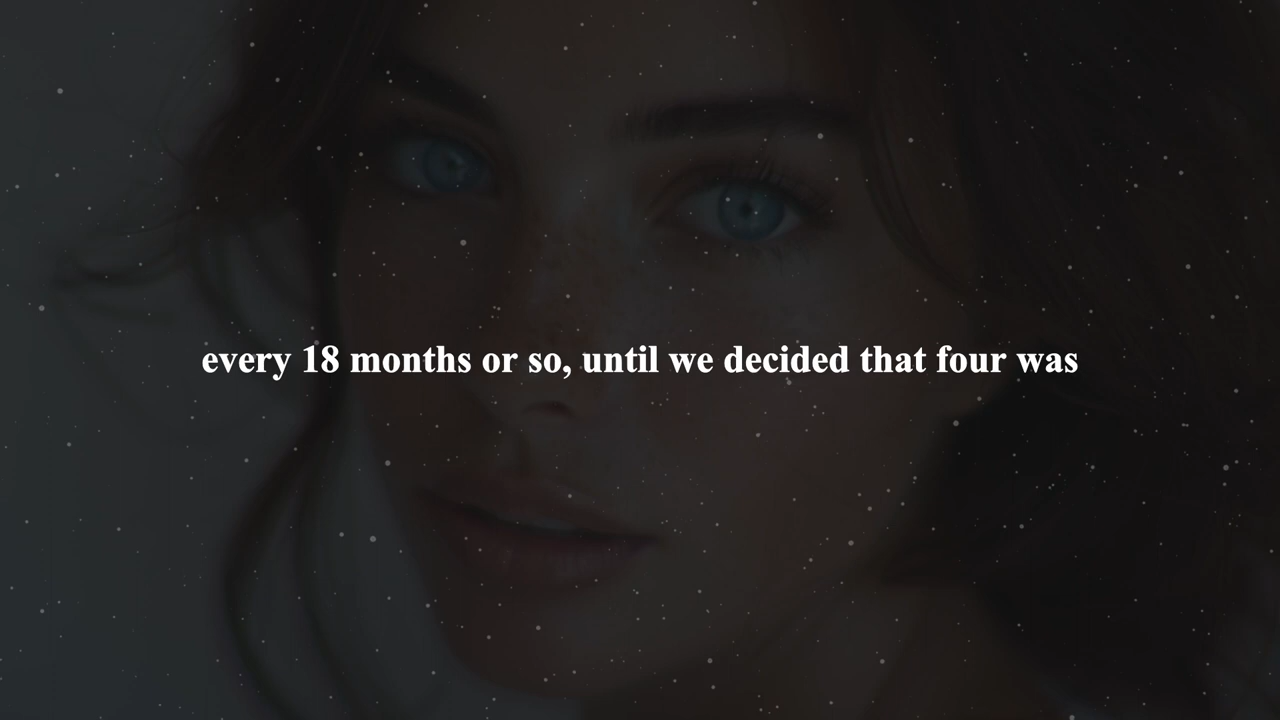 every 18 months or so, until we decided that four was